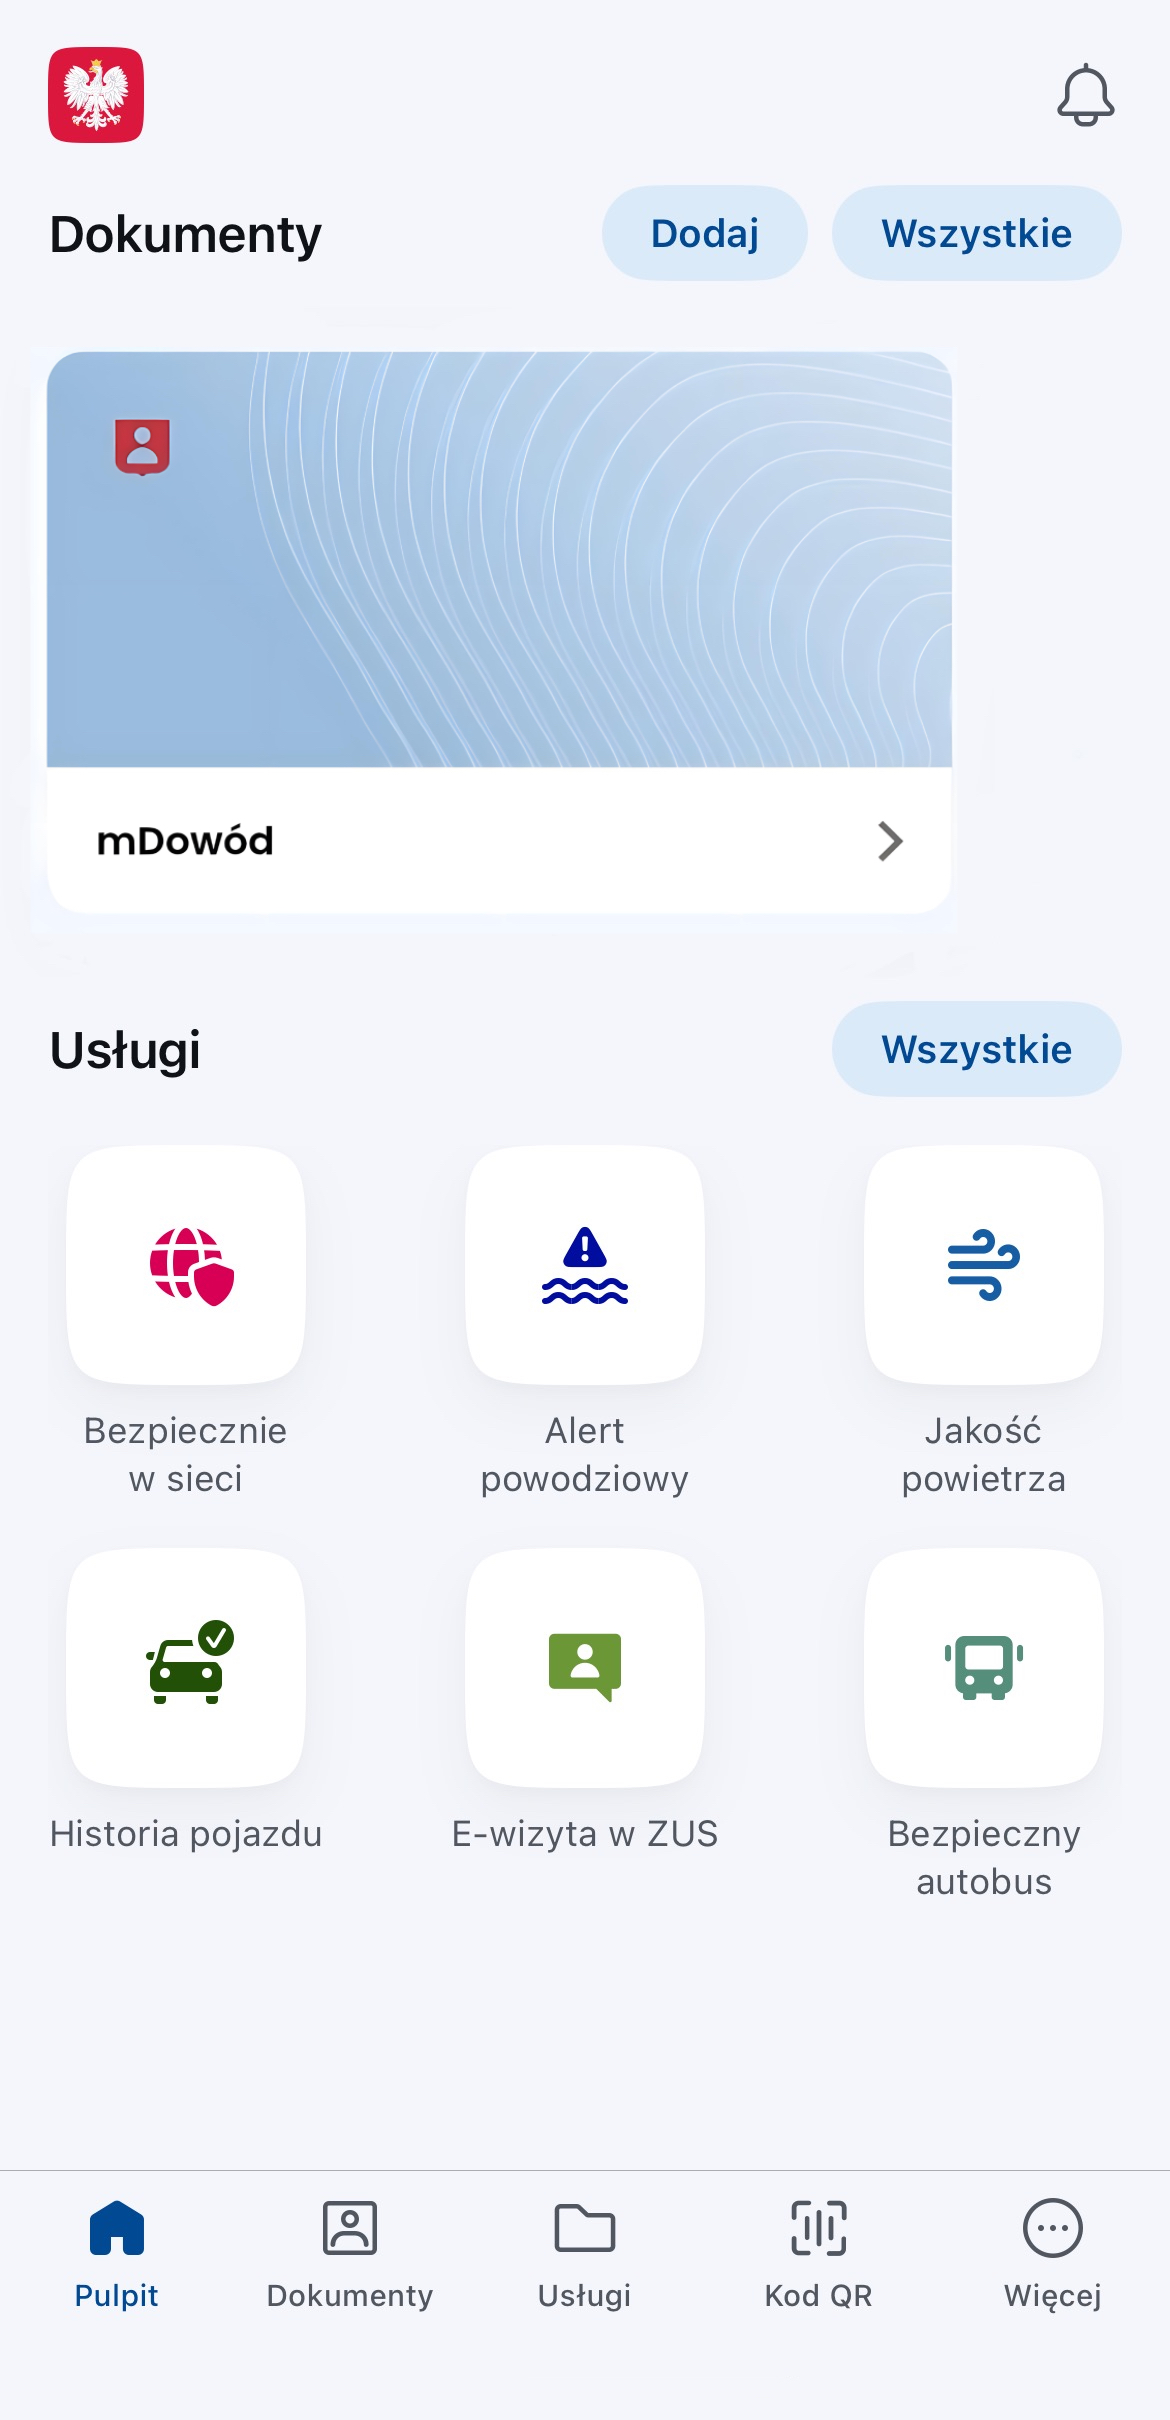 Dokumenty
Dodaj
Wszystkie
mDowód
Usługi
Wszystkie
Bezpiecznie
w sieci
Alert
powodziowy
Jakość
powietrza
Historia pojazdu
E-wizyta w ZUS
Bezpieczny
autobus
Pulpit
Dokumenty
Usługi
Kod QR
Więcej